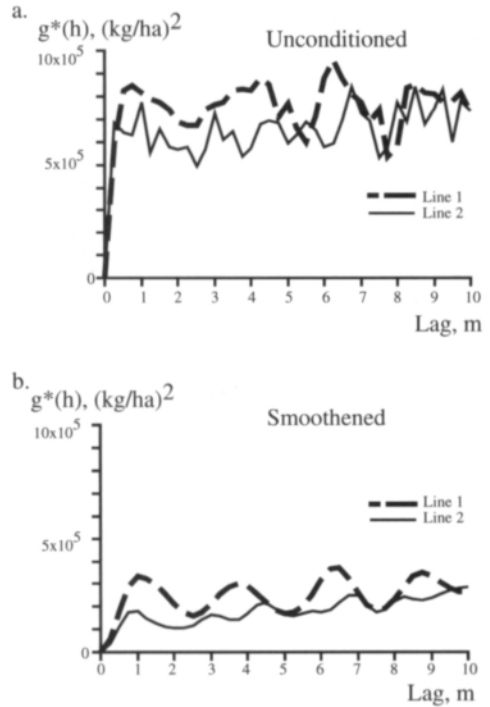 a.
g*(h), (kg/ha)2
Unconditioned
10x105
5x105
Line 1
Line 2
0
0 1 2 3 4 5 6 7 8 9 10
Lag, m
b.
g*(h), (kg/ha)2
Smoothened
10x105
Line 1
Line 2
5x105
0
0 1 2 3 4 5 6 7 8 9 10
Lag, m